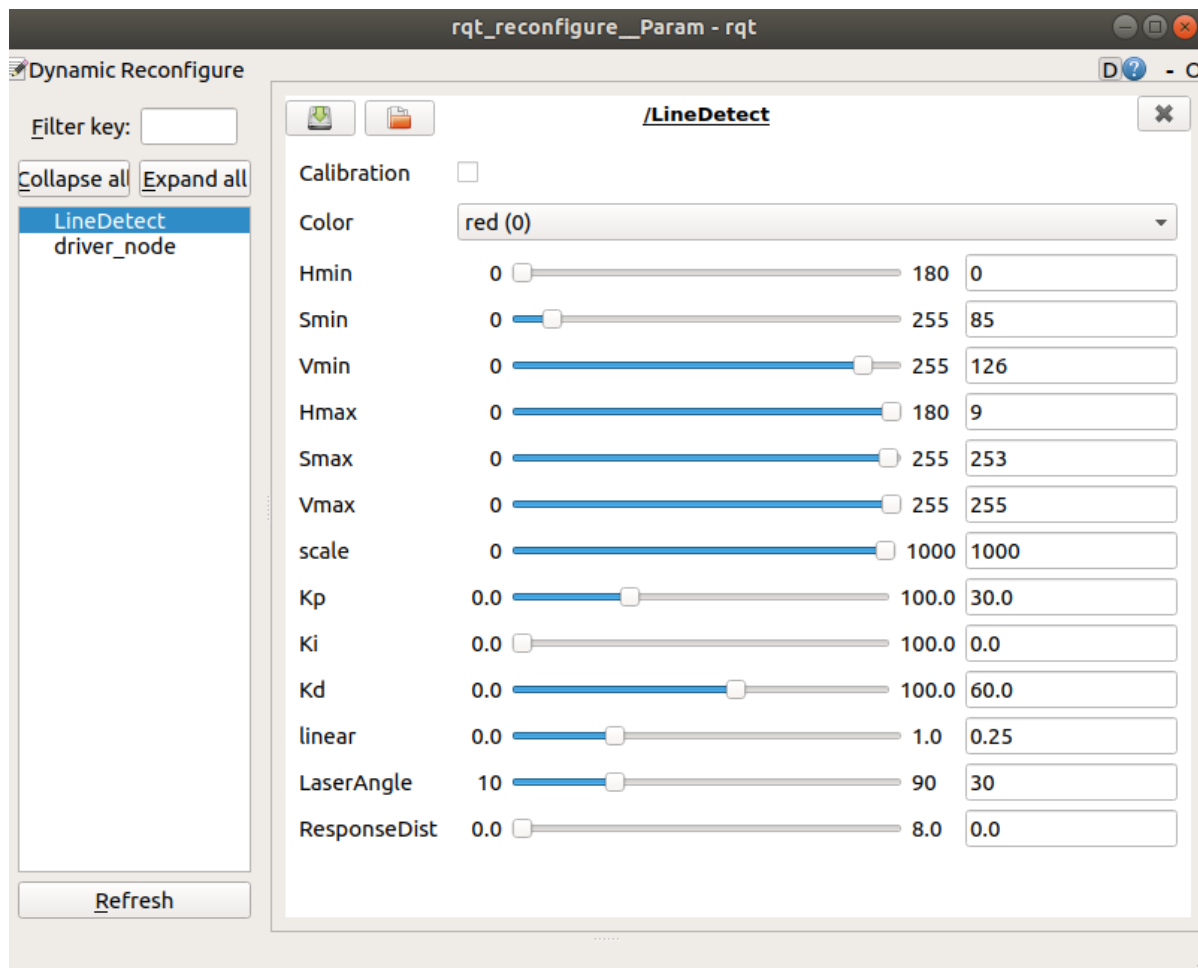 rqt_reconfigure__Param - rqt
Dynamic Reconfigure
D ? - O
Filter key:
Collapse all Expand all
LineDetect
driver_node
Refresh
/LineDetect
Calibration
Color red (0)
Hmin 0 180 0
Smin 0 255 85
Vmin 0 255 126
Hmax 0 180 9
Smax 0 255 253
Vmax 0 255 255
scale 0 1000 1000
Kp 0.0 100.0 30.0
Ki 0.0 100.0 0.0
Kd 0.0 100.0 60.0
linear 0.0 1.0 0.25
LaserAngle 10 90 30
ResponseDist 0.0 8.0 0.0